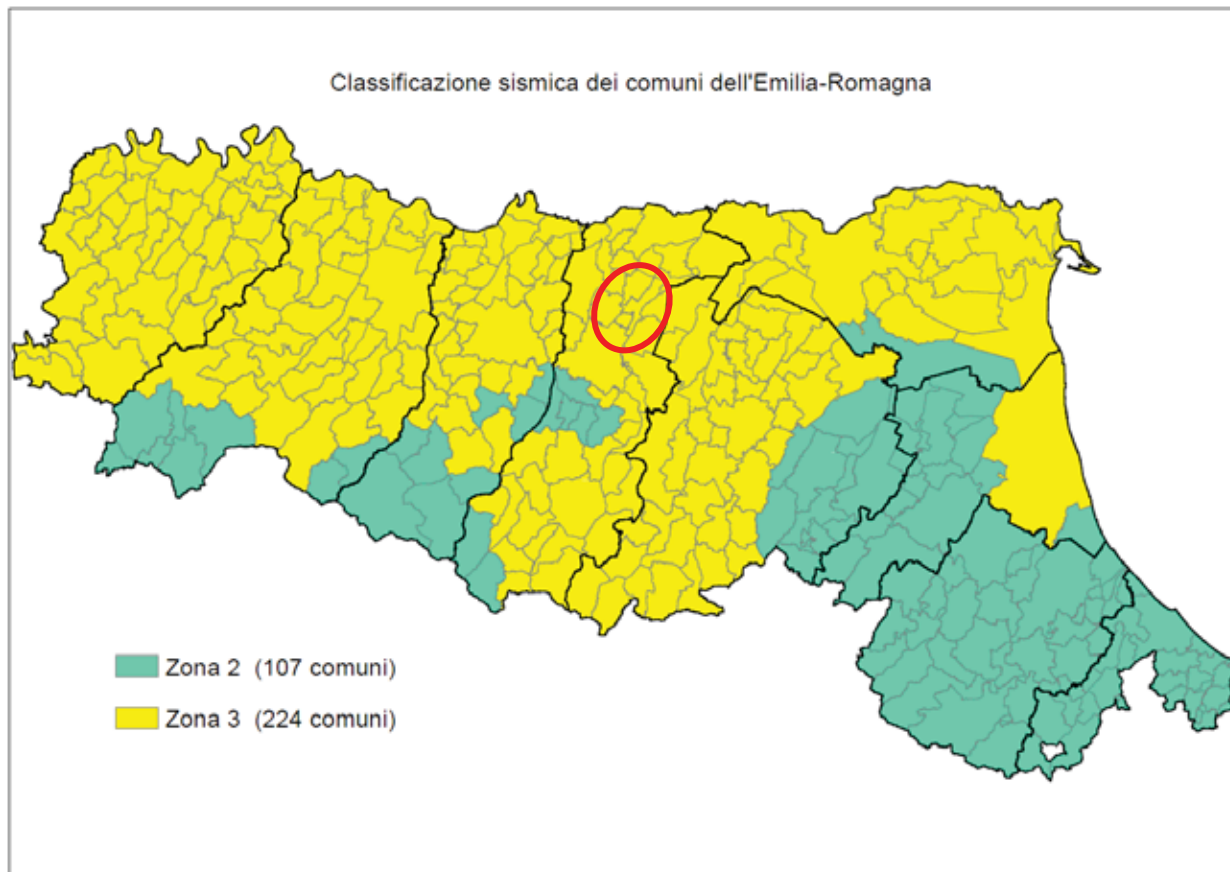 Classificazione sismica dei comuni dell'Emilia-Romagna
Zona 2 (107 comuni)
Zona 3 (224 comuni)